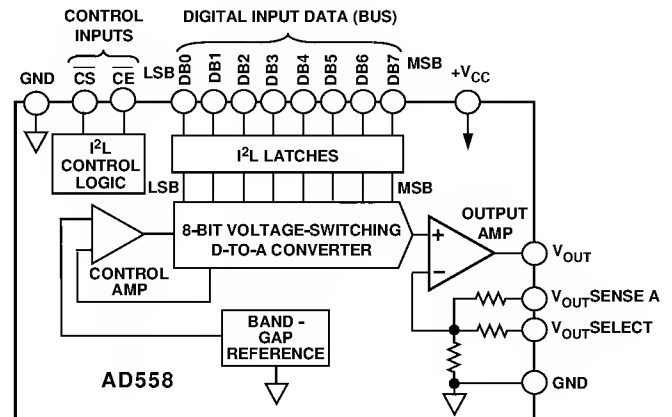 CONTROL INPUTS
DIGITAL INPUT DATA (BUS)
GND
CS
CE
LSB
DB0
DB1
DB2
DB3
DB4
DB5
DB6
DB7
MSB
+VCC
I²L CONTROL LOGIC
I²L LATCHES
LSB
MSB
8-BIT VOLTAGE-SWITCHING
D-TO-A CONVERTER
CONTROL AMP
OUTPUT AMP
+
–
VOUT
VOUT SENSE A
VOUT SELECT
BAND - GAP REFERENCE
GND
AD558